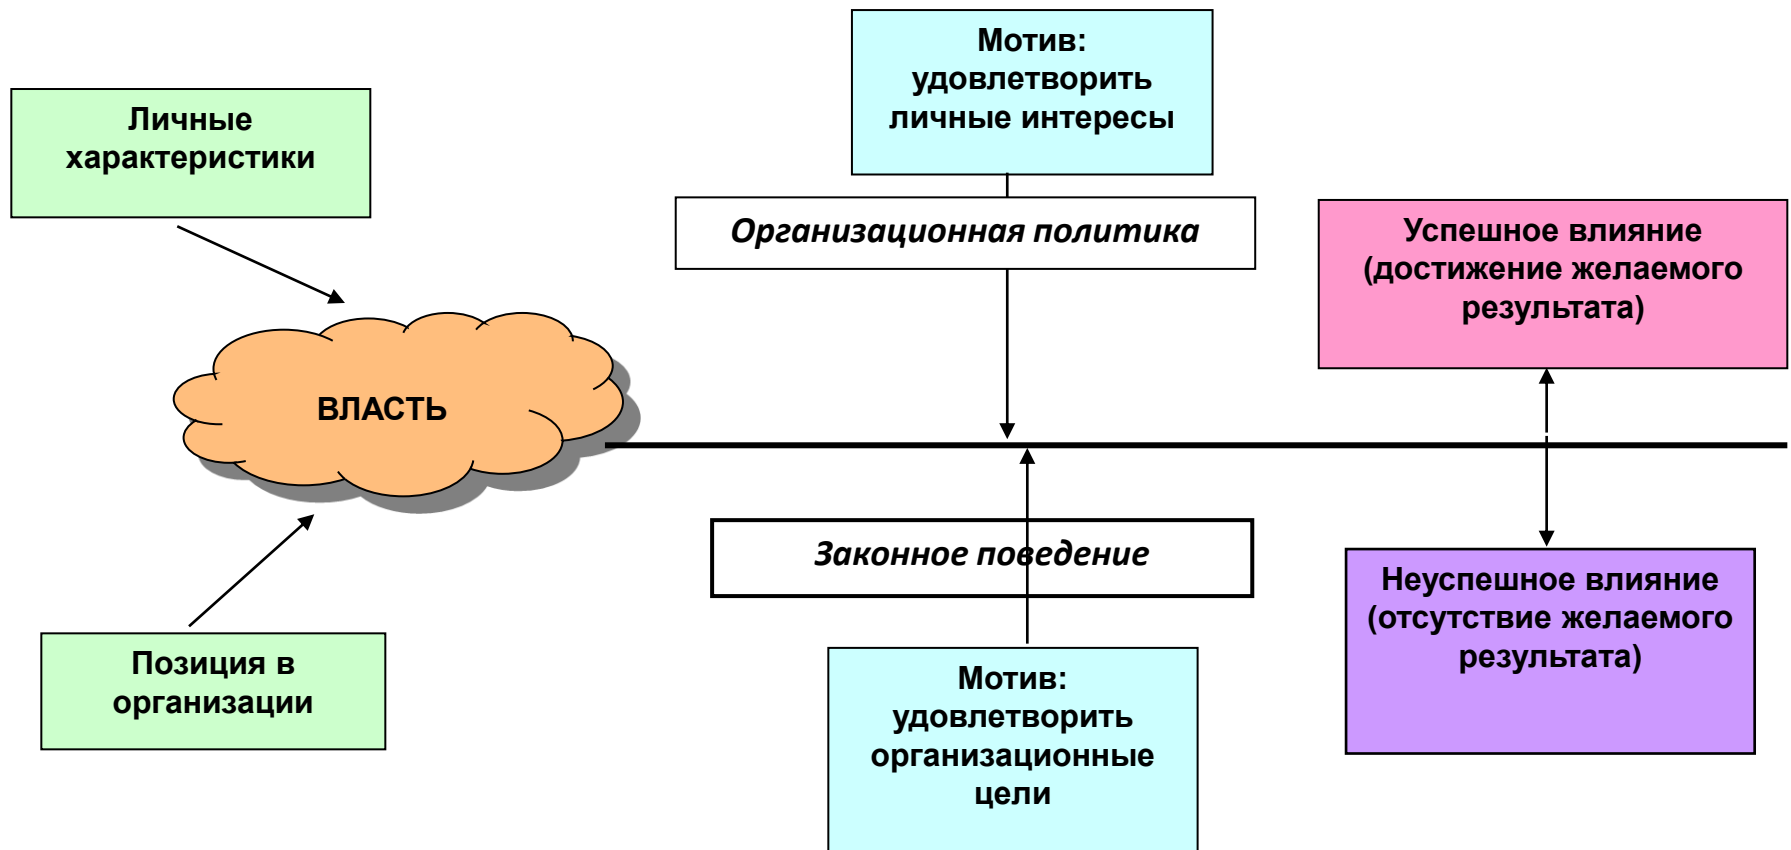 Мотив:
удовлетворить
личные интересы
Личные
характеристики
Организационная политика
Успешное влияние
(достижение желаемого
результата)
ВЛАСТЬ
Законное поведение
Неуспешное влияние
(отсутствие желаемого
результата)
Позиция в
организации
Мотив:
удовлетворить
организационные
цели